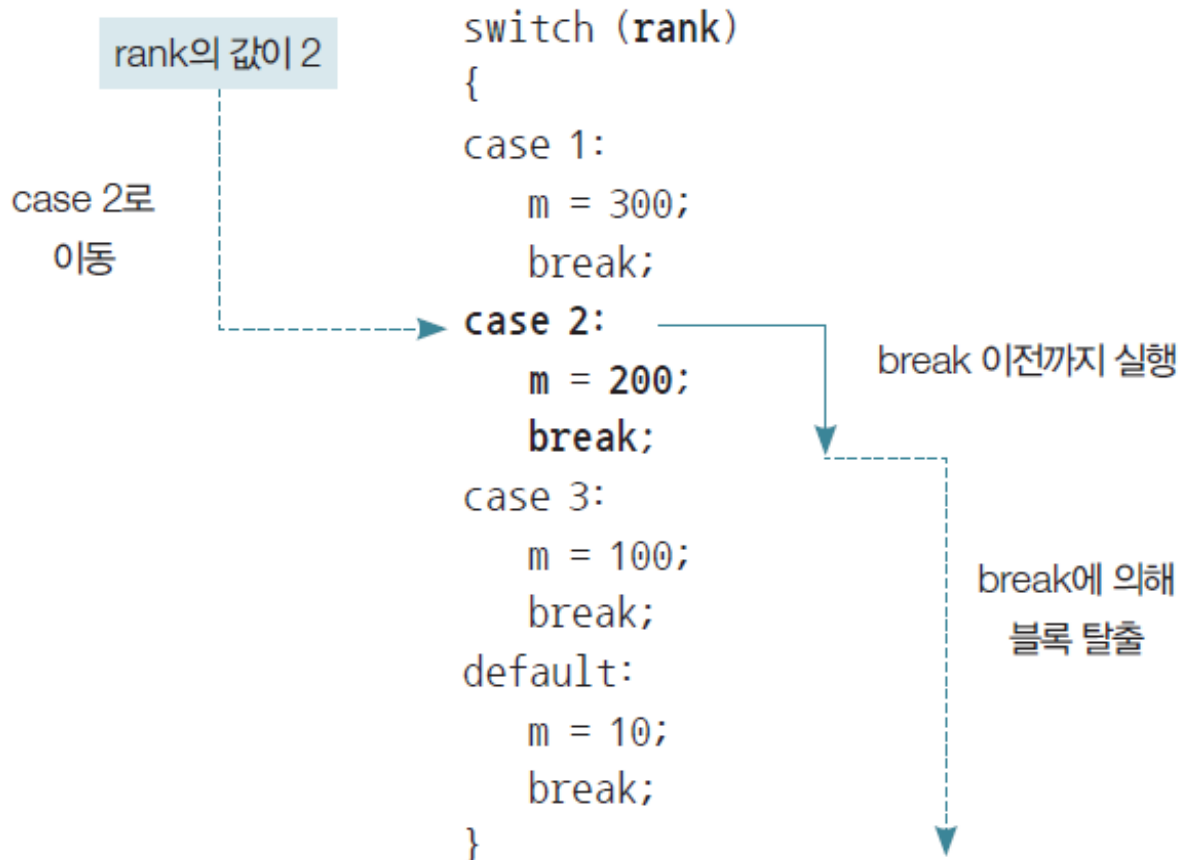 switch (rank)
rank의 값이 2
{
case 1:
case 2로
이동
m = 300;
break;
case 2:
break 이전까지 실행
m = 200;
break;
case 3:
m = 100;
break에 의해
블록 탈출
break;
default:
m = 10;
break;
}